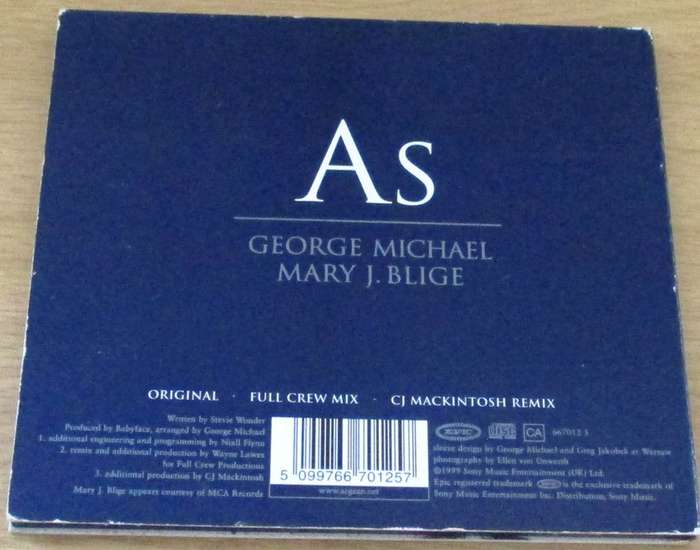 As
GEORGE MICHAEL
MARY J. BLIGE
ORIGINAL · FULL CREW MIX · CJ MACKINTOSH REMIX
Written by Stevie Wonder
Produced by Babyface, arranged by George Michael
1. additional engineering and programming by Niall Flynn
2. remix and additional production by Wayne Lawes
for Full Crew Productions
3. additional production by CJ Mackintosh
Mary J. Blige appears courtesy of MCA Records
5 099766 701257
www.aegean.net
epic
DISC
CA
667012 5
sleeve design by George Michael and Greg Jakobek at Warsaw
photography by Ellen von Unwerth
©1999 Sony Music Entertainment (UK) Ltd.
Epic registered trademark epic is the exclusive trademark of
Sony Music Entertainment Inc. Distribution, Sony Music.